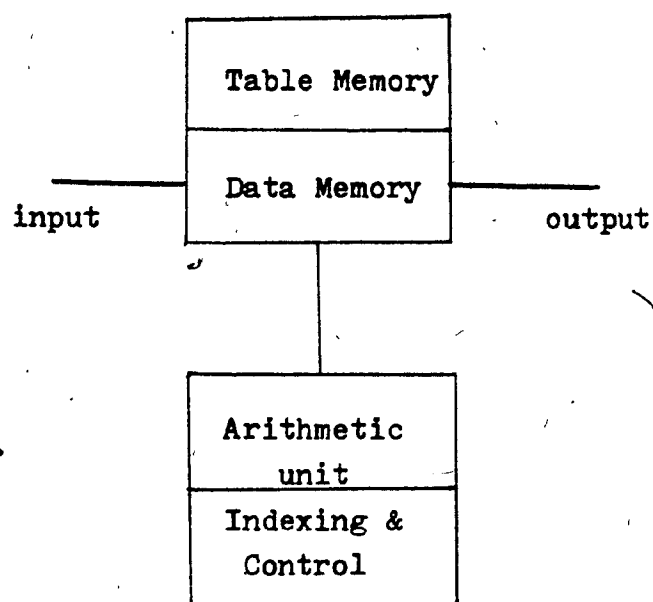 Table Memory
Data Memory
input
output
Arithmetic
unit
Indexing &
Control